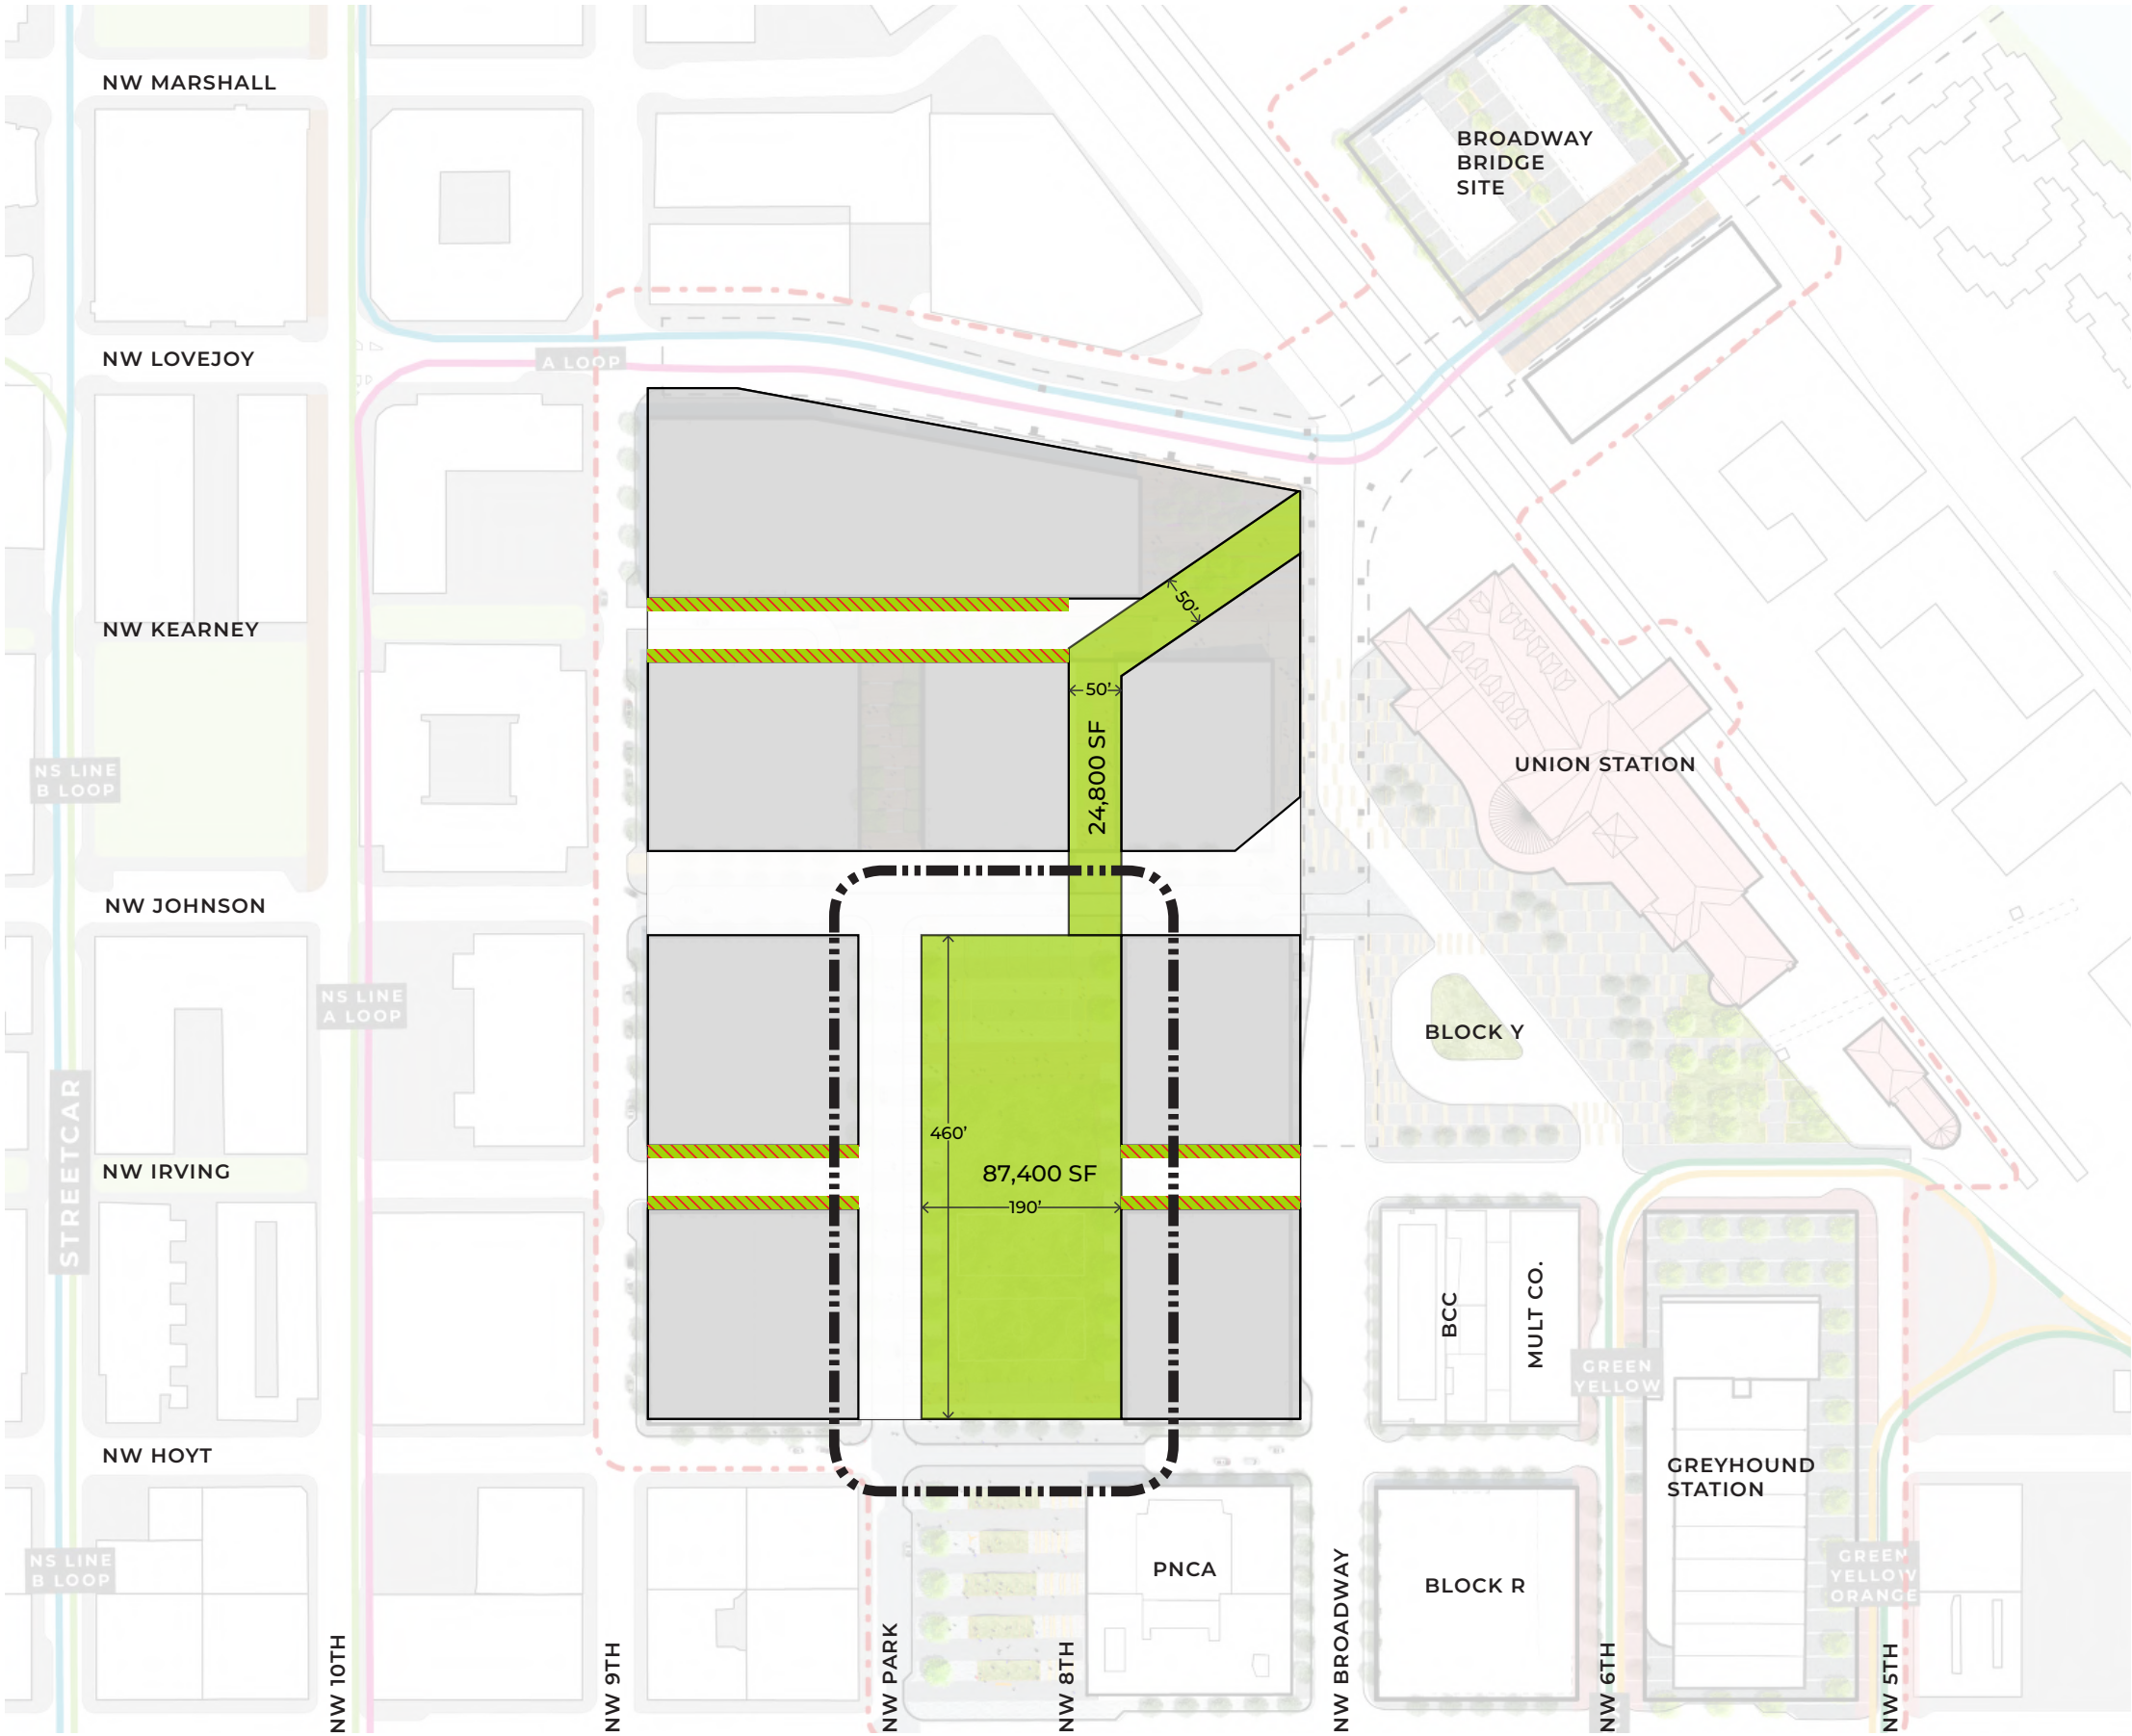 NW MARSHALL
BROADWAY
BRIDGE
SITE
NW LOVEJOY
A LOOP
NW KEARNEY
50'
50'
24,800 SF
NS LINE
B LOOP
UNION STATION
NW JOHNSON
NS LINE
A LOOP
BLOCK Y
460'
87,400 SF
190'
NW IRVING
STREETCAR
BCC
MULT CO.
GREEN
YELLOW
NW HOYT
GREYHOUND
STATION
NS LINE
B LOOP
PNCA
BLOCK R
GREEN
YELLOW
ORANGE
NW 10TH
NW 9TH
NW PARK
NW 8TH
NW BROADWAY
NW 6TH
NW 5TH